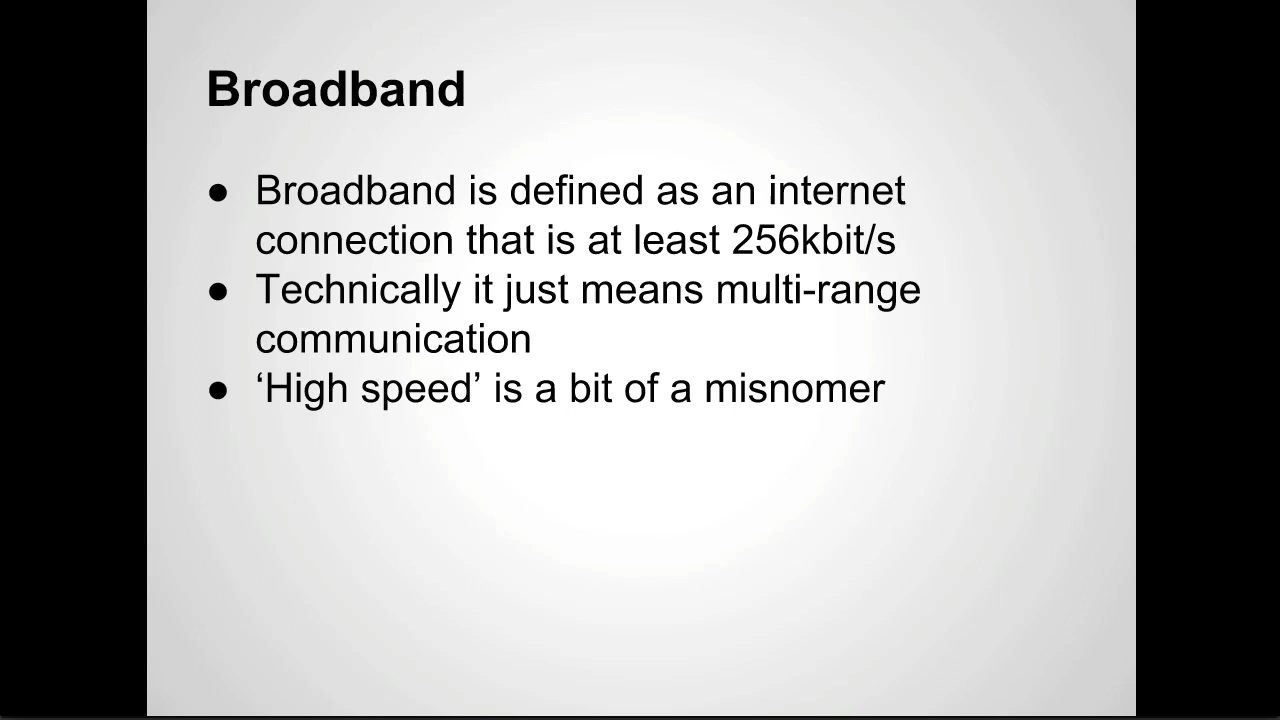 Broadband
● Broadband is defined as an internet
connection that is at least 256kbit/s
● Technically it just means multi-range
communication
● ‘High speed’ is a bit of a misnomer